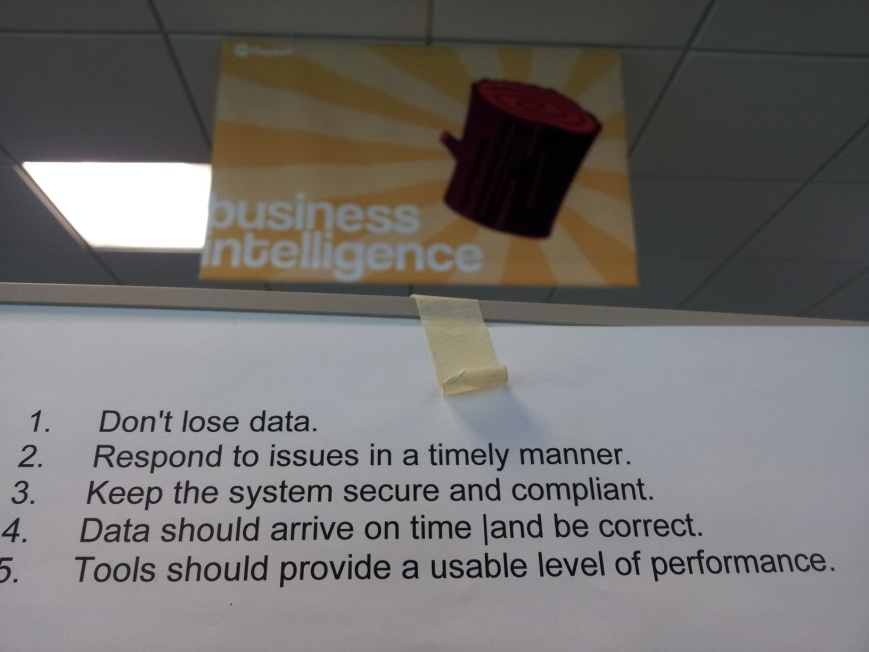 business
intelligence
1. Don't lose data.
2. Respond to issues in a timely manner.
3. Keep the system secure and compliant.
4. Data should arrive on time |and be correct.
5. Tools should provide a usable level of performance.